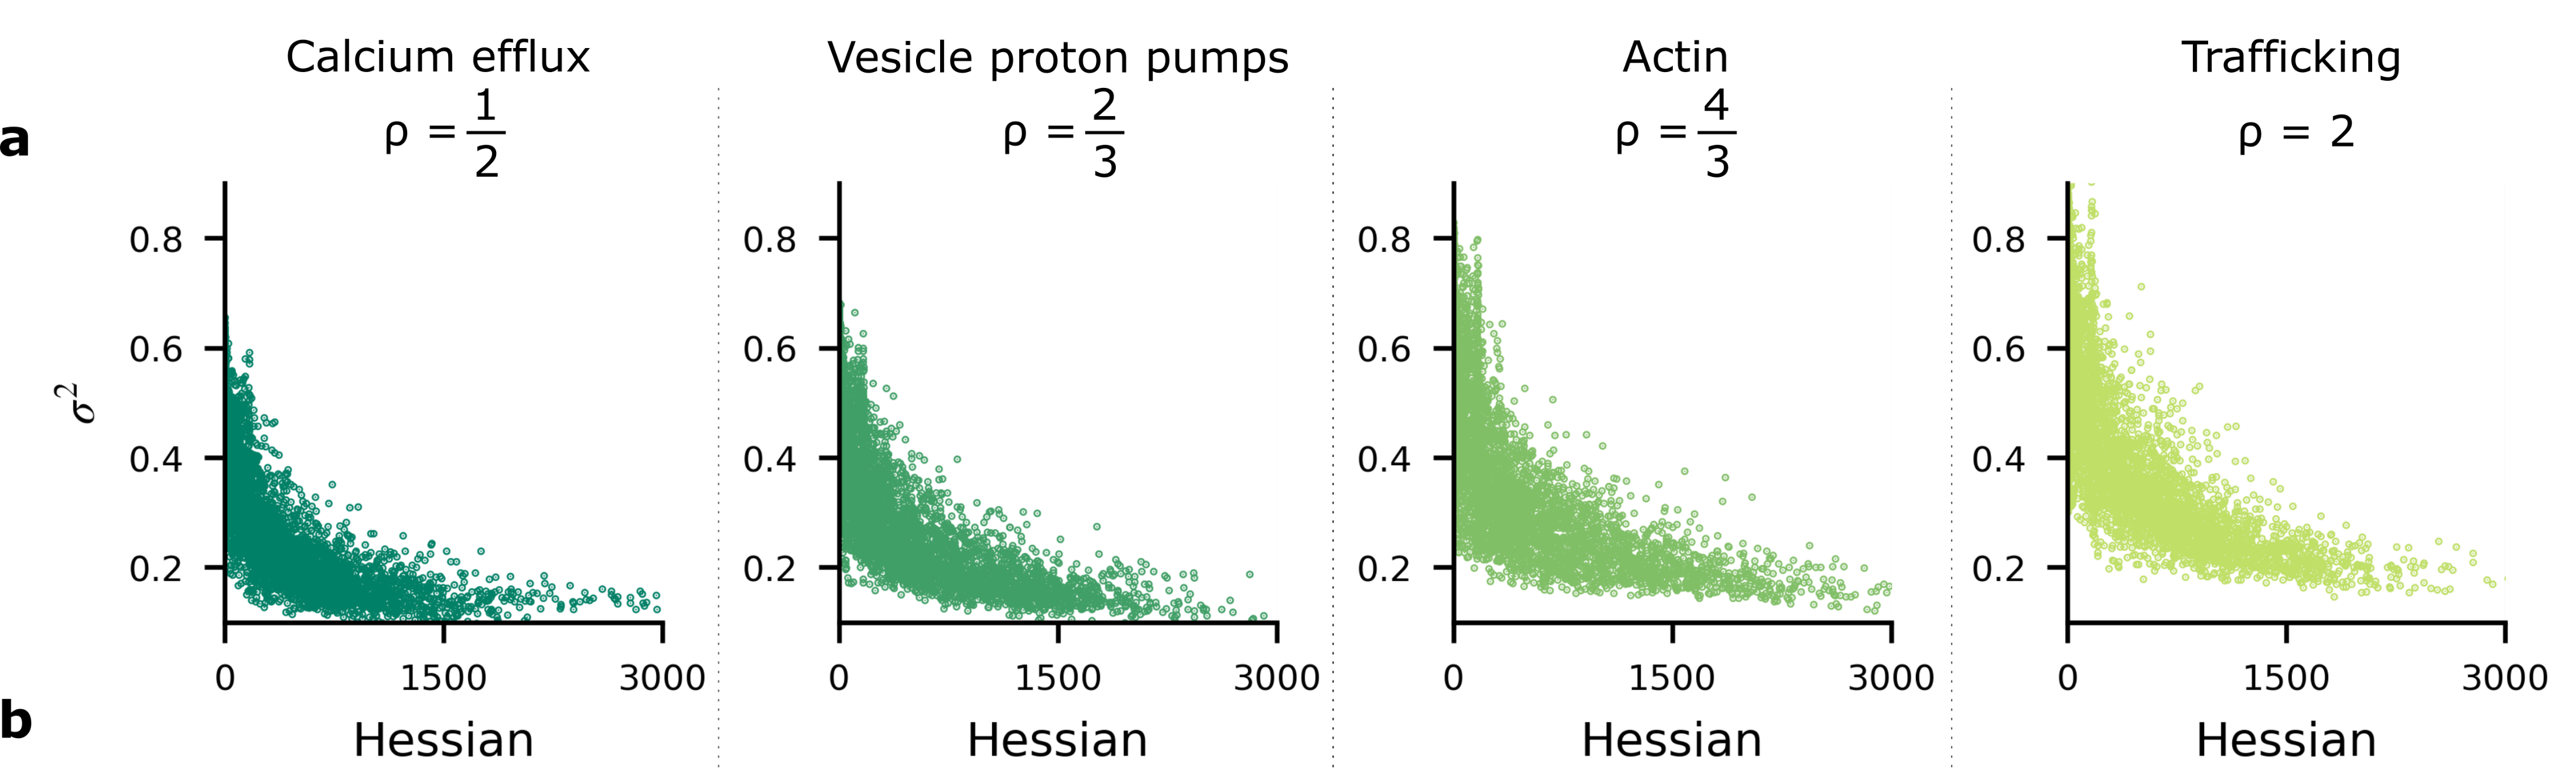 Calcium efflux
Vesicle proton pumps
Actin
Trafficking
a
ρ = 1/2
ρ = 2/3
ρ = 4/3
ρ = 2
0.8 0.8 0.8 0.8
0.6 0.6 0.6 0.6
σ²
0.4 0.4 0.4 0.4
0.2 0.2 0.2 0.2
0 1500 3000 0 1500 3000 0 1500 3000 0 1500 3000
b
Hessian Hessian Hessian Hessian